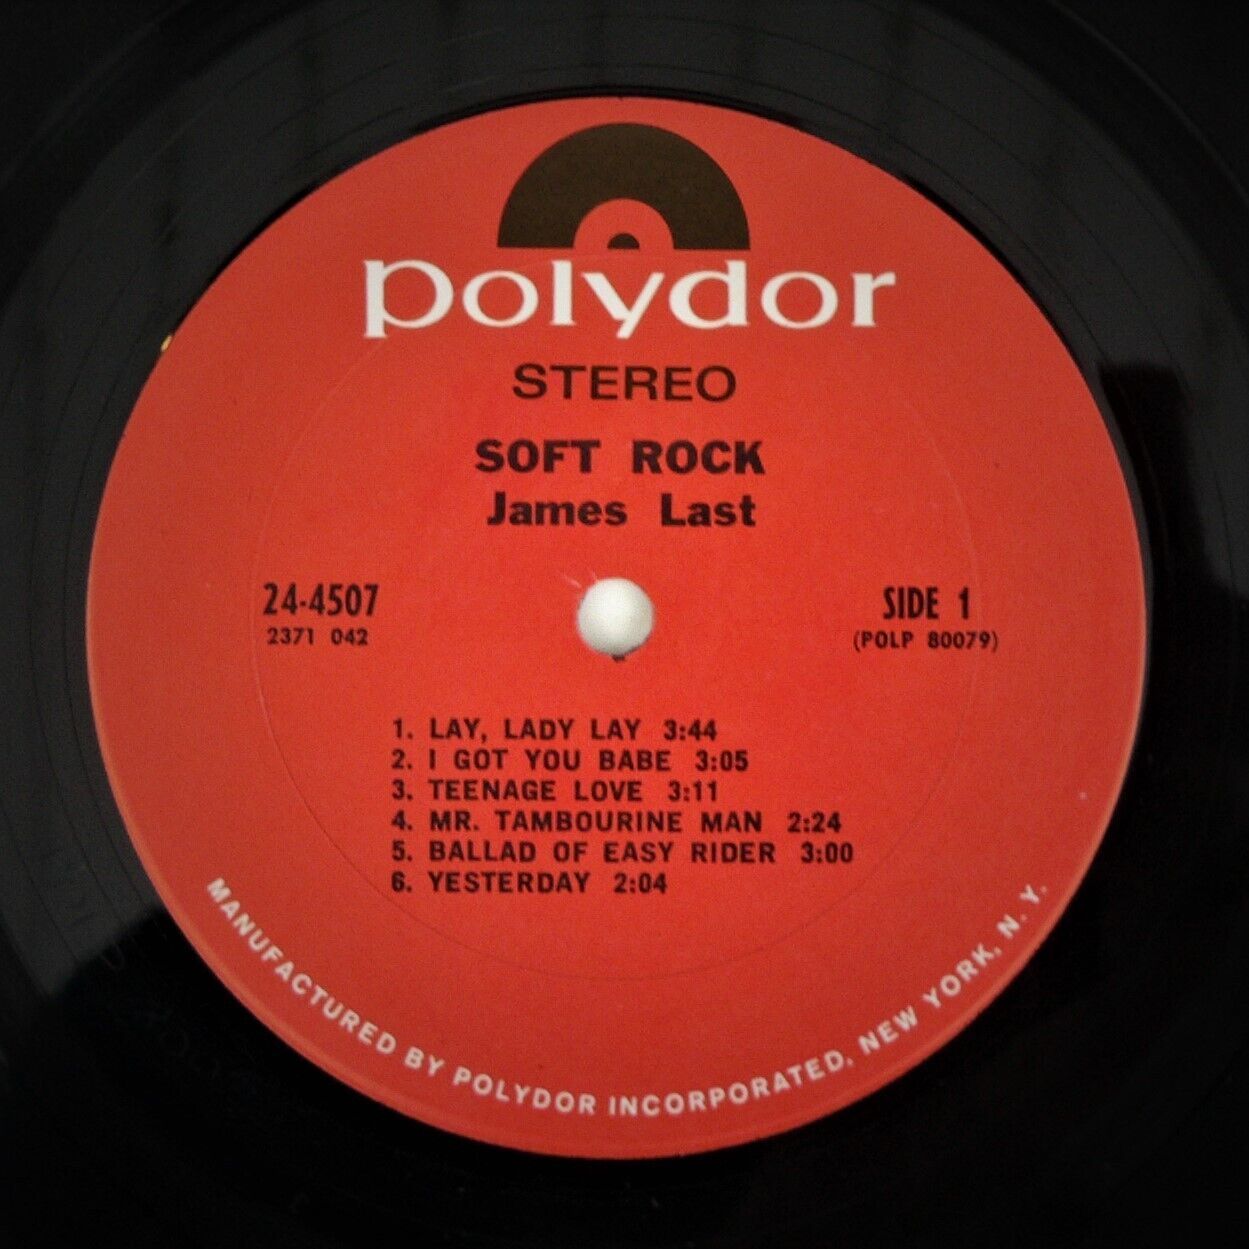 polydor
STEREO
SOFT ROCK
James Last
24-4507
2371 042
SIDE 1
(POLP 80079)
1. LAY, LADY LAY 3:44
2. I GOT YOU BABE 3:05
3. TEENAGE LOVE 3:11
4. MR. TAMBOURINE MAN 2:24
5. BALLAD OF EASY RIDER 3:00
6. YESTERDAY 2:04
MANUFACTURED BY POLYDOR INCORPORATED, NEW YORK, N. Y.